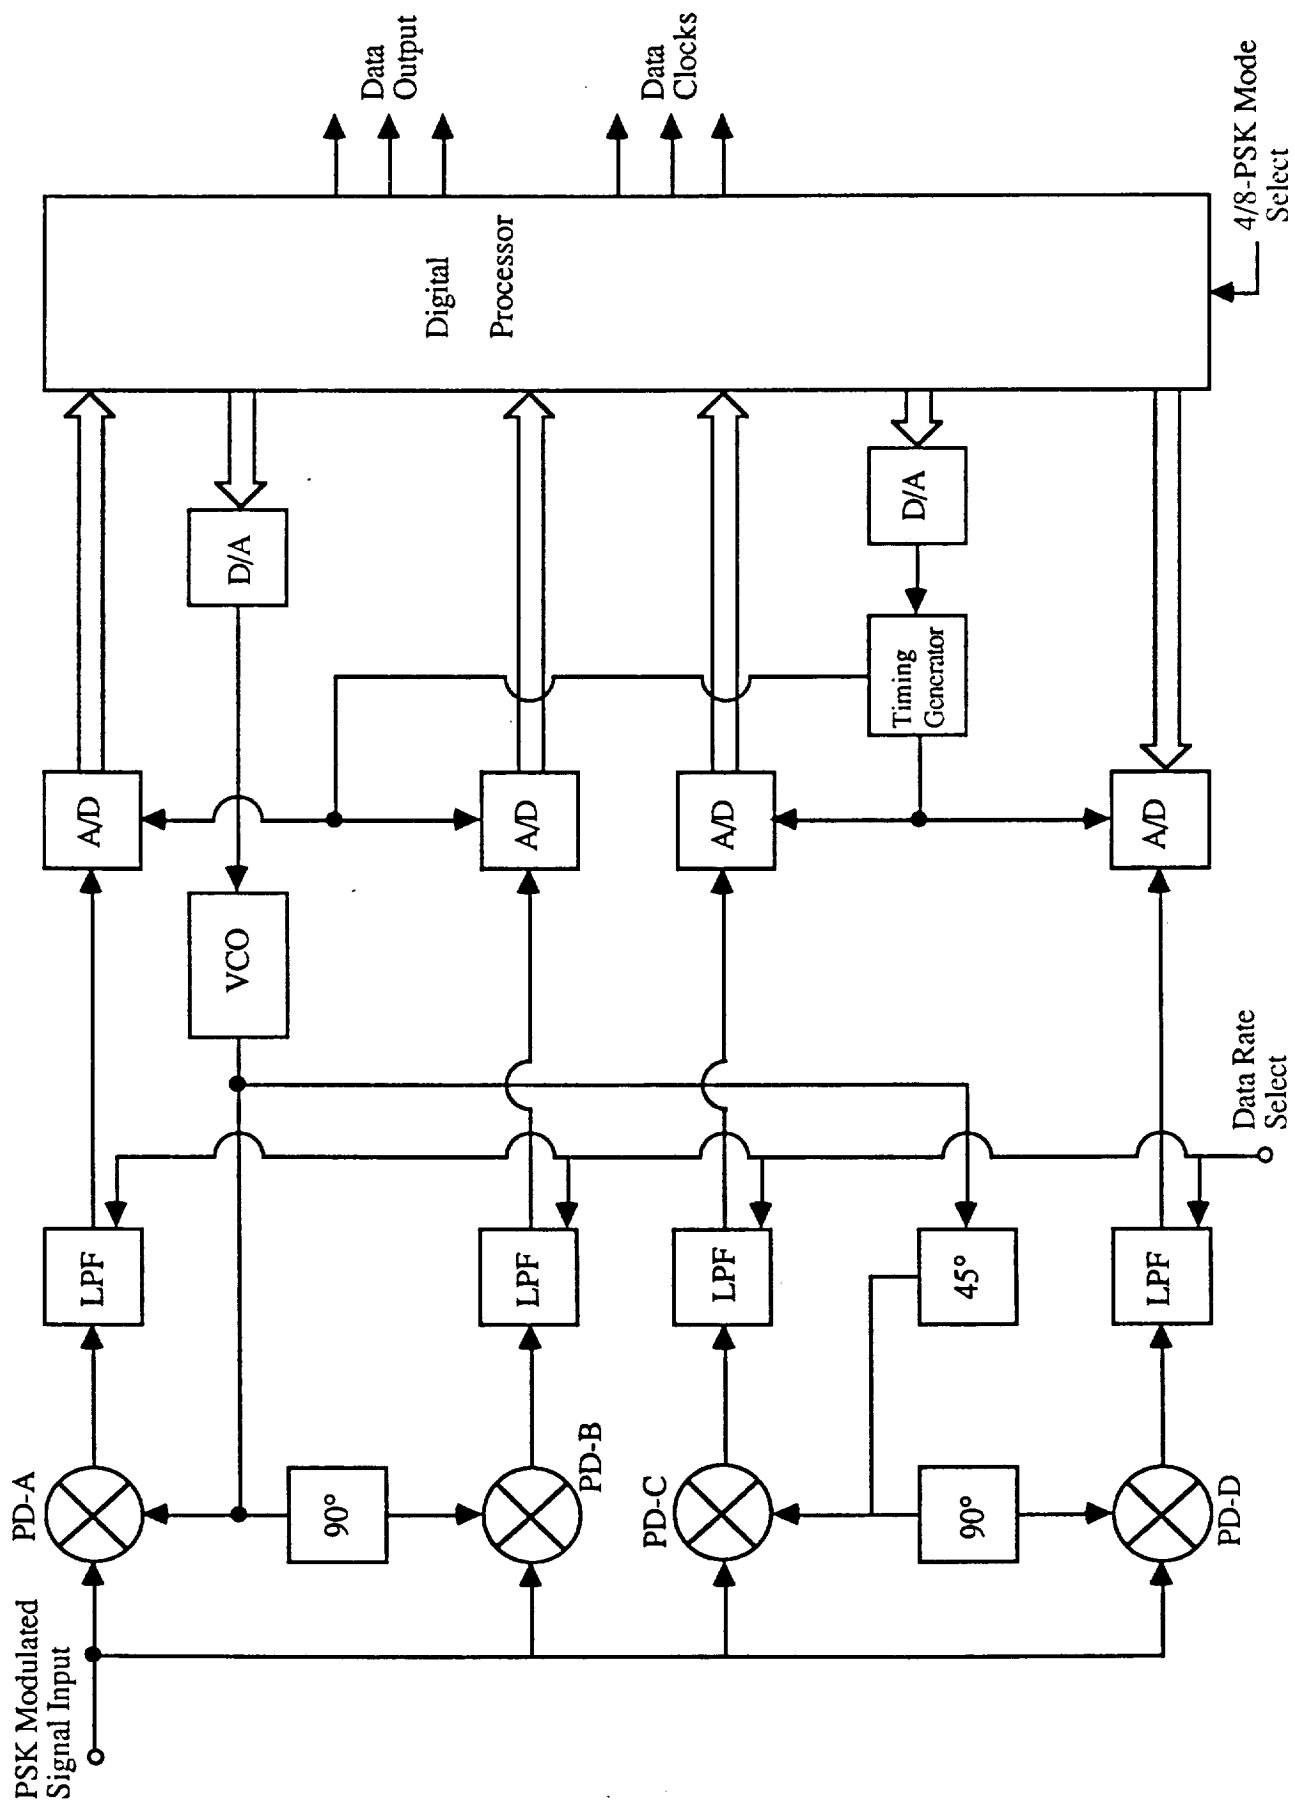 PSK Modulated
Signal Input
PD-A
LPF
A/D
90°
VCO
D/A
PD-B
LPF
A/D
Digital
Processor
Data
Output
PD-C
LPF
A/D
Data
Clocks
45°
90°
Timing
Generator
D/A
PD-D
LPF
A/D
Data Rate
Select
4/8-PSK Mode
Select